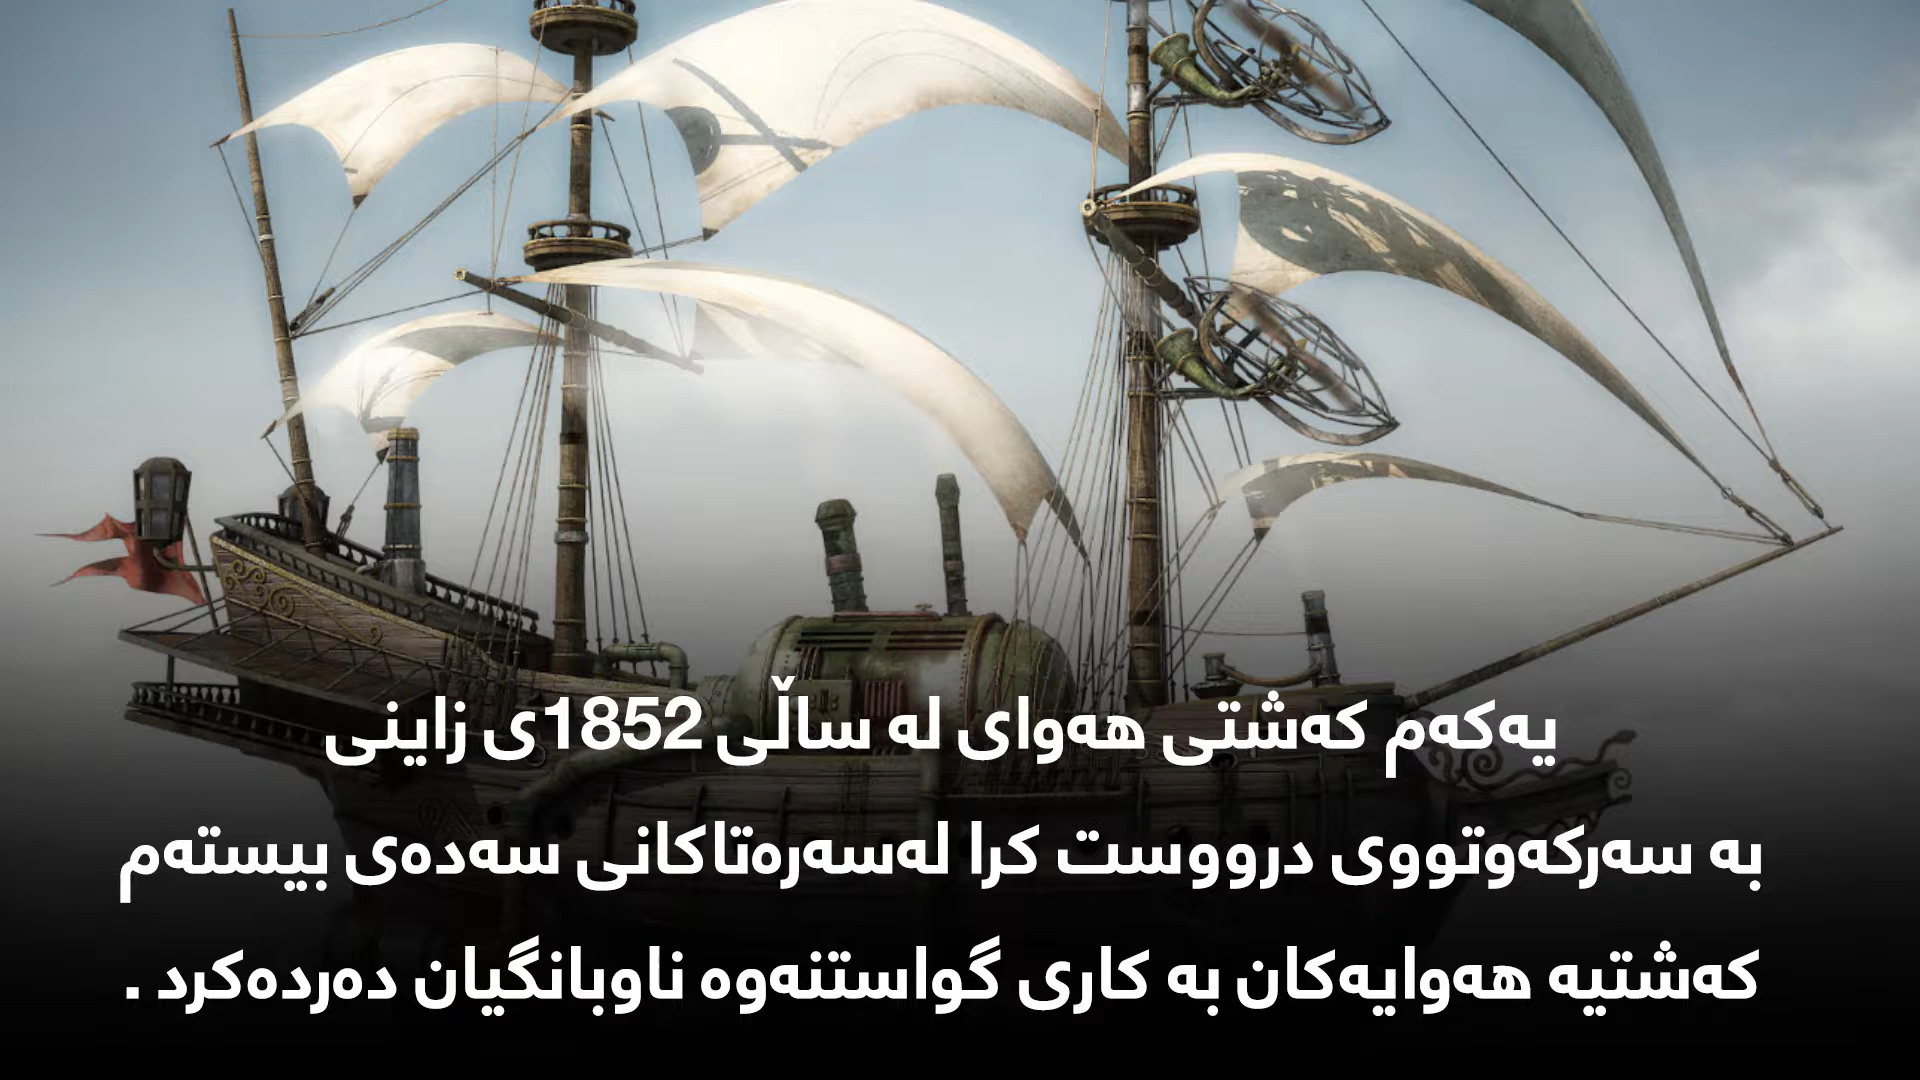 یەکەم کەشتی هەوای لە ساڵی 1852ی زاینی
بە سەرکەوتووی درووست کرا لەسەرەتاکانی سەدەی بیستەم
کەشتیە هەوایەکان بە کاری گواستنەوە ناوبانگیان دەردەکرد .